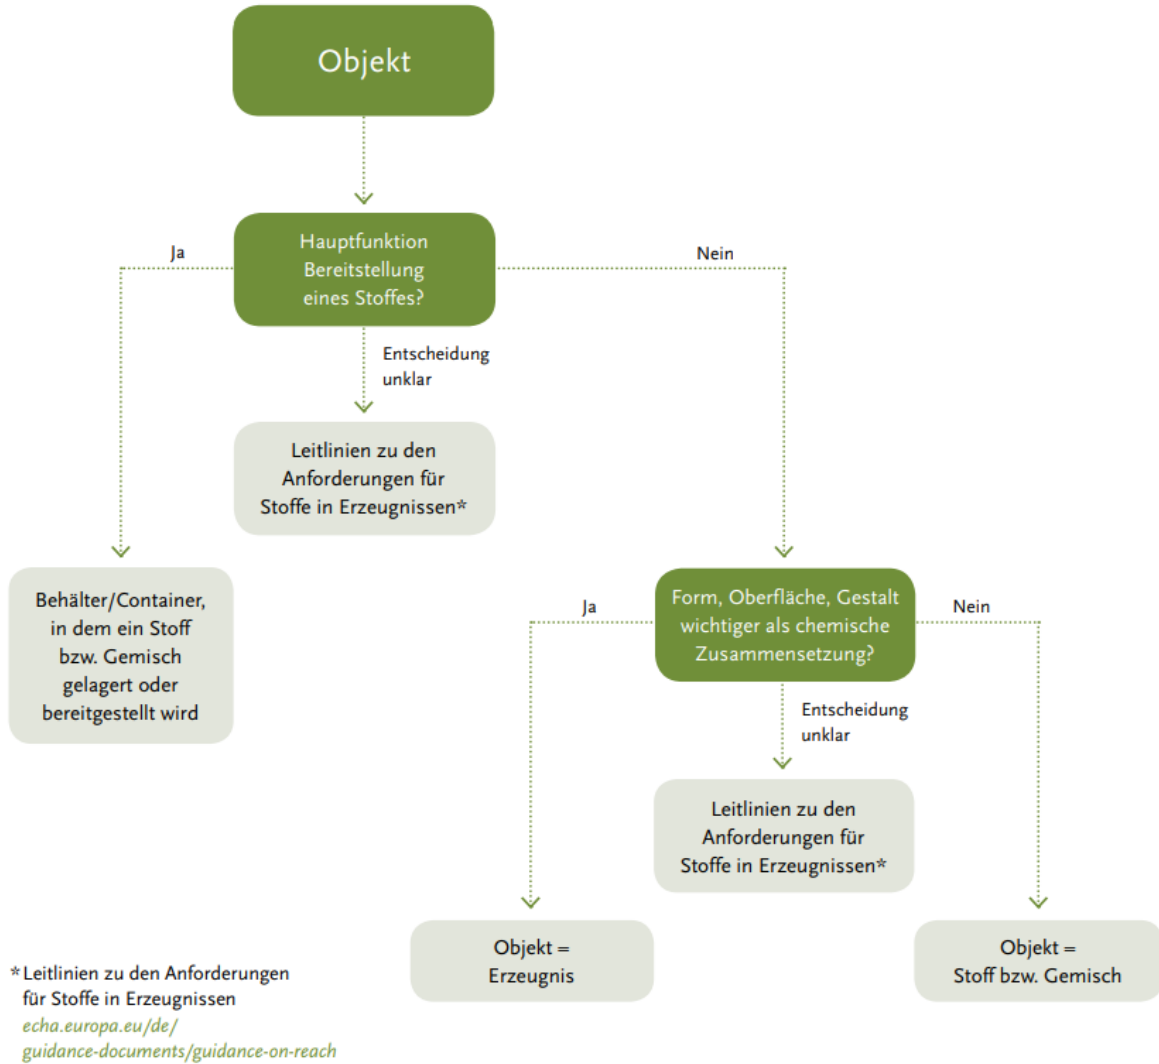 Objekt
Ja
Hauptfunktion
Bereitstellung
eines Stoffes?
Nein
Entscheidung
unklar
Leitlinien zu den
Anforderungen für
Stoffe in Erzeugnissen*
Behälter/Container,
in dem ein Stoff
bzw. Gemisch
gelagert oder
bereitgestellt wird
Ja
Form, Oberfläche, Gestalt
wichtiger als chemische
Zusammensetzung?
Nein
Entscheidung
unklar
Leitlinien zu den
Anforderungen für
Stoffe in Erzeugnissen*
Objekt =
Erzeugnis
Objekt =
Stoff bzw. Gemisch
*Leitlinien zu den Anforderungen
für Stoffe in Erzeugnissen
echa.europa.eu/de/
guidance-documents/guidance-on-reach